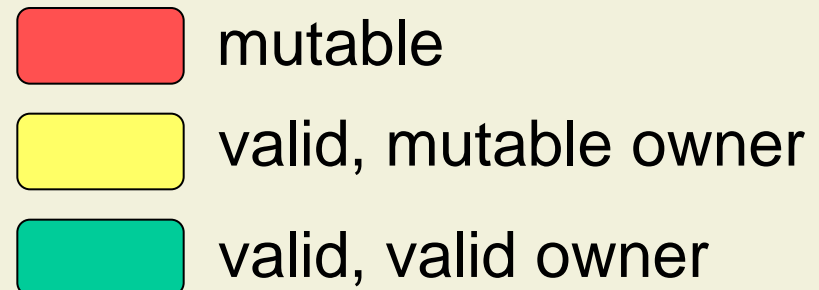 mutable
valid, mutable owner
valid, valid owner